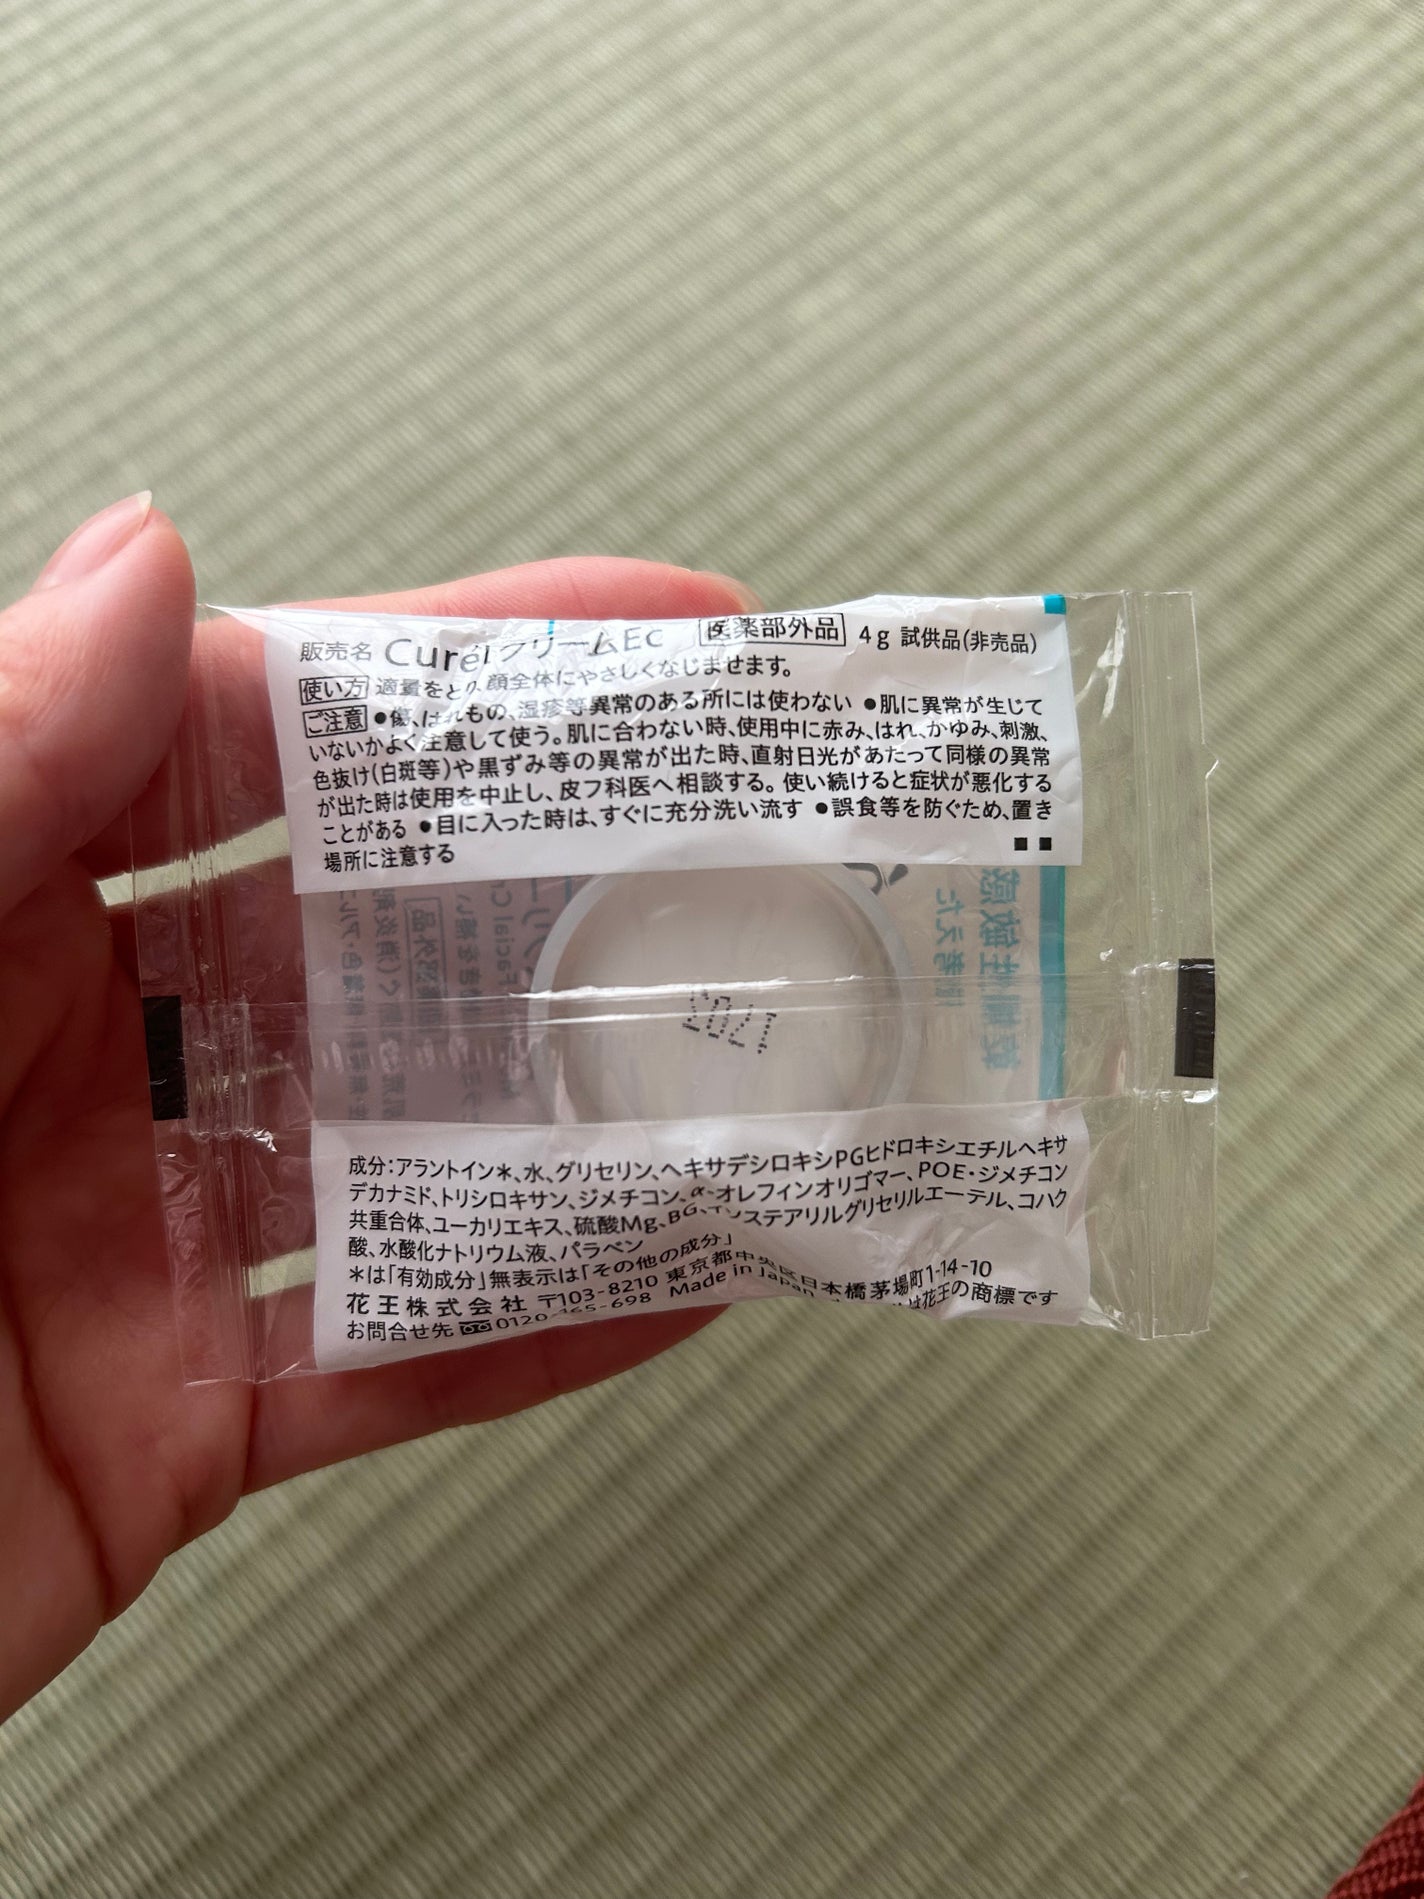 販売名 Curélクリーム Ec 医薬部外品 4g 試供品(非売品)
使い方 適量をとり、顔全体にやさしくなじませます。
ご注意 ●傷、はれもの、湿疹等異常のある所には使わない ●肌に異常が生じて
いないかよく注意して使う。肌に合わない時、使用中に赤み、はれ、かゆみ、刺激、
色抜け(白斑等)や黒ずみ等の異常が出た時、直射日光があたって同様の異常
が出た時は使用を中止し、皮フ科医へ相談する。使い続けると症状が悪化する
ことがある ●目に入った時は、すぐに充分洗い流す ●誤食等を防ぐため、置き
場所に注意する
成分：アラントイン＊、水、グリセリン、ヘキサデシロキシPGヒドロキシエチルヘキサ
デカナミド、トリシロキサン、ジメチコン、α-オレフィンオリゴマー、POE・ジメチコン
共重合体、ユーカリエキス、硫酸Mg、BG、イソステアリルグリセリルエーテル、コハク
酸、水酸化ナトリウム液、パラベン
＊は「有効成分」無表示は「その他の成分」
花王株式会社 〒103-8210 東京都中央区日本橋茅場町1-14-10
お問合せ先 0120-165-698 Made in Japan は花王の商標です